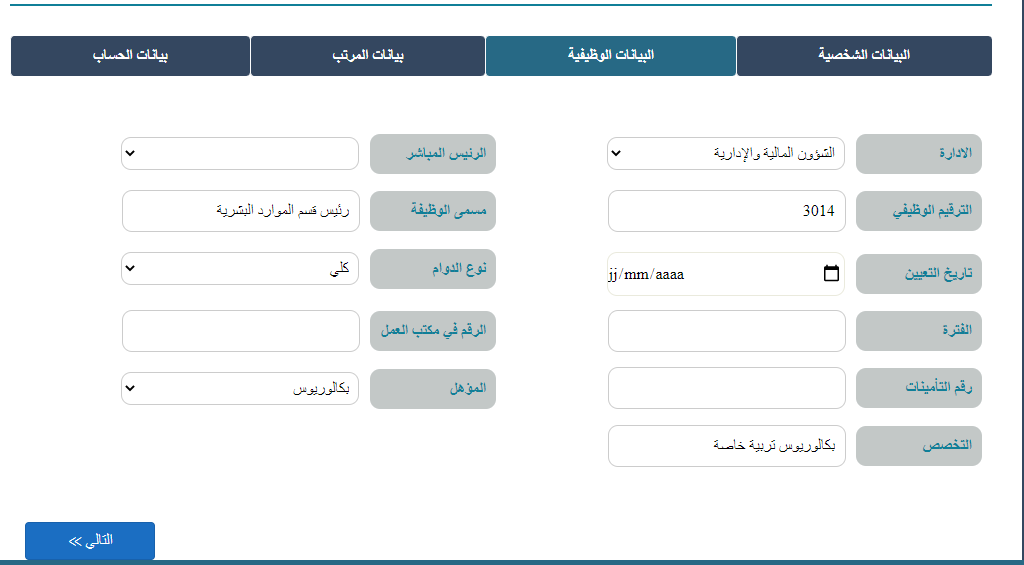 البيانات الشخصية
البيانات الوظيفية
بيانات المرتب
بيانات الحساب
الادارة
الشؤون المالية والإدارية
الرئيس المباشر
الترقيم الوظيفي
3014
مسمى الوظيفة
رئيس قسم الموارد البشرية
تاريخ التعيين
jj/mm/aaaa
نوع الدوام
كلي
الفترة
الرقم في مكتب العمل
رقم التأمينات
المؤهل
بكالوريوس
التخصص
بكالوريوس تربية خاصة
التالي >>